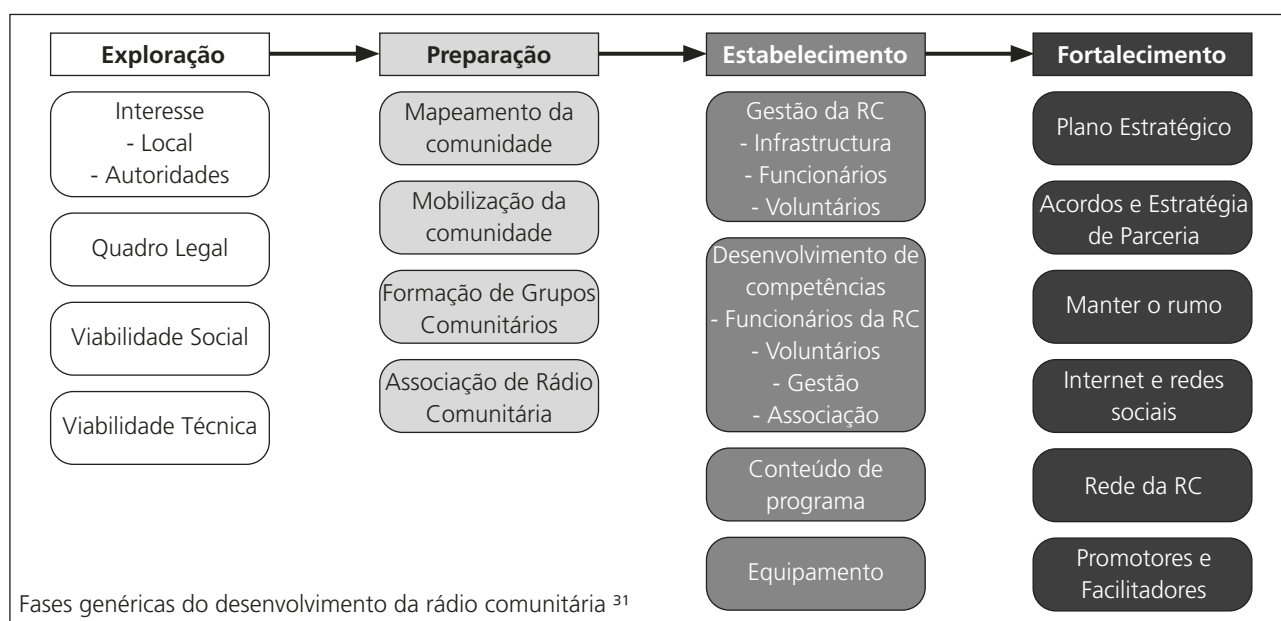 Exploração
Interesse
- Local
- Autoridades
Quadro Legal
Viabilidade Social
Viabilidade Técnica
Preparação
Mapeamento da
comunidade
Mobilização da
comunidade
Formação de Grupos
Comunitários
Associação de Rádio
Comunitária
Estabelecimento
Gestão da RC
- Infrastructura
- Funcionários
- Voluntários
Desenvolvimento de
competências
- Funcionários da RC
- Voluntários
- Gestão
- Associação
Conteúdo de
programa
Equipamento
Fortalecimento
Plano Estratégico
Acordos e Estratégia
de Parceria
Manter o rumo
Internet e redes
sociais
Rede da RC
Promotores e
Facilitadores
Fases genéricas do desenvolvimento da rádio comunitária ³¹